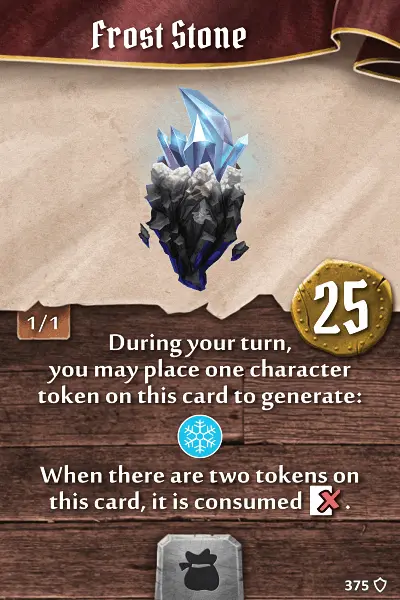 Frost Stone
25
1/1
During your turn,
you may place one character
token on this card to generate:
When there are two tokens on
this card, it is consumed .
375